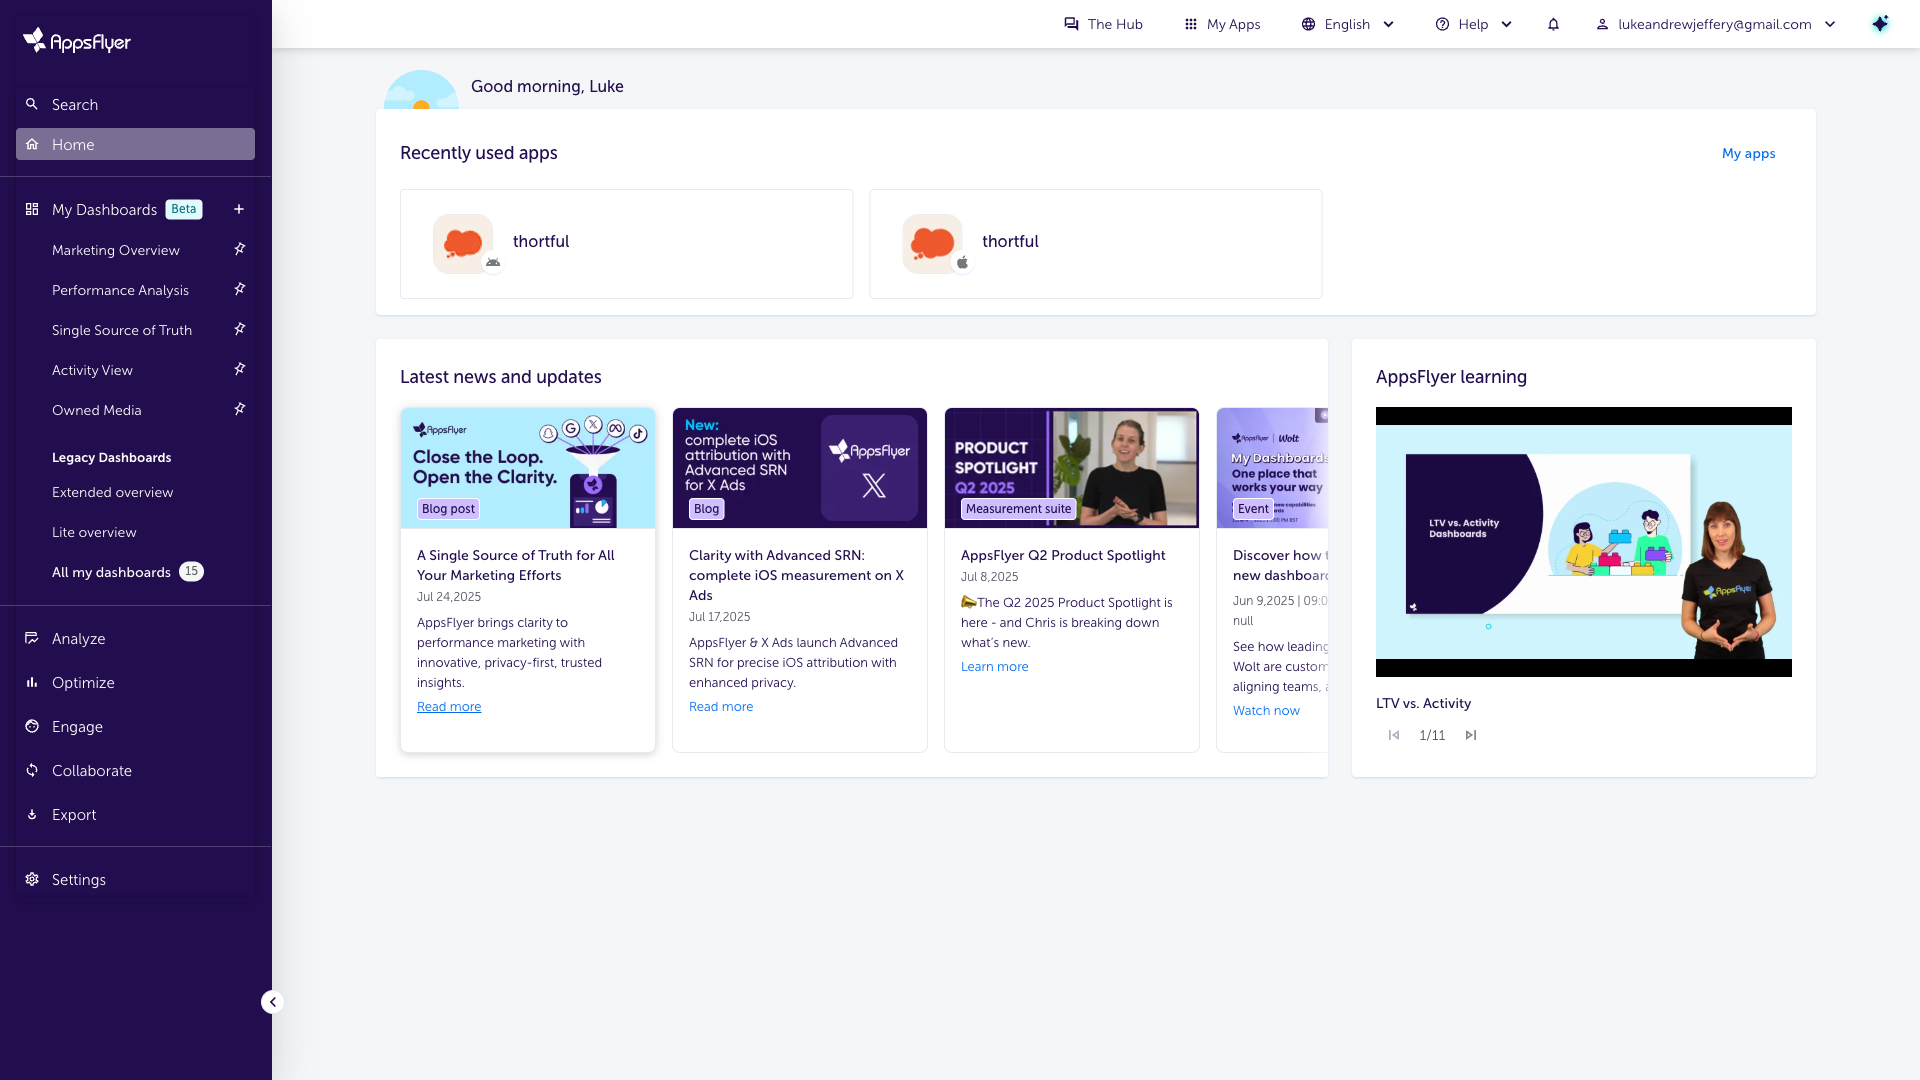 AppsFlyer
Search
Home
My Dashboards Beta
Marketing Overview
Performance Analysis
Single Source of Truth
Activity View
Owned Media
Legacy Dashboards
Extended overview
Lite overview
All my dashboards 15
Analyze
Optimize
Engage
Collaborate
Export
Settings
The Hub
My Apps
English
Help
lukeandrewjeffery@gmail.com
Good morning, Luke
Recently used apps
My apps
thortful
thortful
Latest news and updates
AppsFlyer
Close the Loop.
Open the Clarity.
Blog post
A Single Source of Truth for All
Your Marketing Efforts
Jul 24,2025
AppsFlyer brings clarity to
performance marketing with
innovative, privacy-first, trusted
insights.
Read more
New:
complete iOS
attribution with
Advanced SRN
for X Ads
AppsFlyer
Blog
Clarity with Advanced SRN:
complete iOS measurement on X
Ads
Jul 17,2025
AppsFlyer & X Ads launch Advanced
SRN for precise iOS attribution with
enhanced privacy.
Read more
PRODUCT
SPOTLIGHT
Q2 2025
Measurement suite
AppsFlyer Q2 Product Spotlight
Jul 8,2025
The Q2 2025 Product Spotlight is
here - and Chris is breaking down
what's new.
Learn more
AppsFlyer | Wolt
My Dashboards
One place that
works your way
new capabilities
Event
Discover how
new dashboard
Jun 9,2025 | 09:0
null
See how leading
Wolt are custom
aligning teams,
Watch now
AppsFlyer learning
LTV vs. Activity
Dashboards
AppsFlyer
LTV vs. Activity
1/11